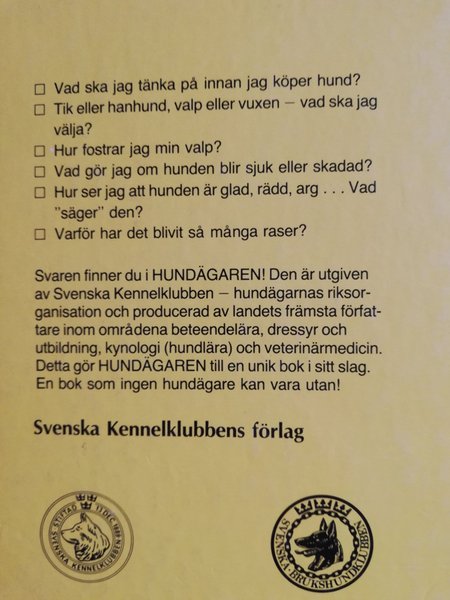 □ Vad ska jag tänka på innan jag köper hund?
□ Tik eller hanhund, valp eller vuxen – vad ska jag
välja?
□ Hur fostrar jag min valp?
□ Vad gör jag om hunden blir sjuk eller skadad?
□ Hur ser jag att hunden är glad, rädd, arg . . . Vad
"säger" den?
□ Varför har det blivit så många raser?
Svaren finner du i HUNDÄGAREN! Den är utgiven
av Svenska Kennelklubben – hundägarnas riksor-
ganisation och producerad av landets främsta förfat-
tare inom områdena beteendelära, dressyr och
utbildning, kynologi (hundlära) och veterinärmedicin.
Detta gör HUNDÄGAREN till en unik bok i sitt slag.
En bok som ingen hundägare kan vara utan!
Svenska Kennelklubbens förlag
SVENSKA KENNELKLUBBEN
STIFTAD 13 DEC 1889
SVENSKA · BRUKSHUNDKLUBBEN